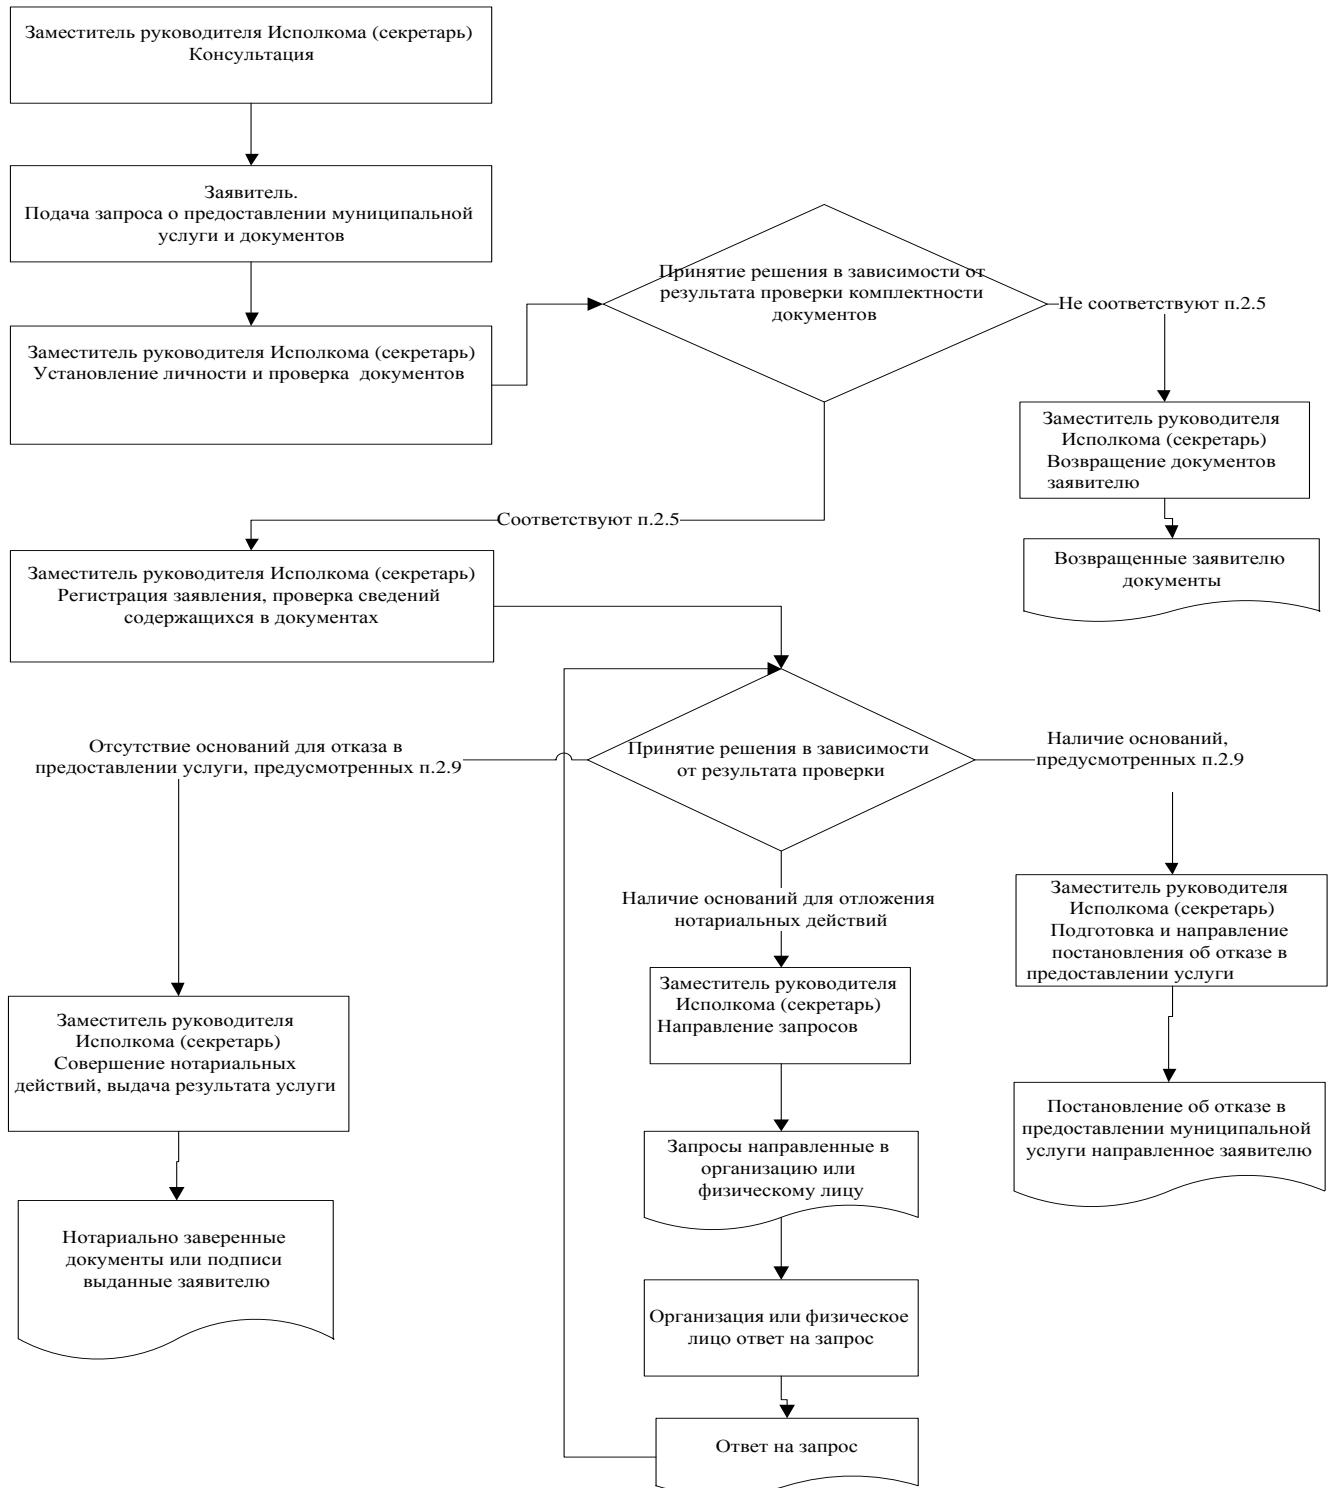 Заместитель руководителя Исполкома (секретарь)
Консультация
Заявитель.
Подача запроса о предоставлении муниципальной
услуги и документов
Заместитель руководителя Исполкома (секретарь)
Установление личности и проверка документов
Принятие решения в зависимости от
результата проверки комплектности
документов
Не соответствуют п.2.5
Заместитель руководителя
Исполкома (секретарь)
Возвращение документов
заявителю
Возвращенные заявителю
документы
Соответствуют п.2.5
Заместитель руководителя Исполкома (секретарь)
Регистрация заявления, проверка сведений
содержащихся в документах
Принятие решения в зависимости
от результата проверки
Отсутствие оснований для отказа в
предоставлении услуги, предусмотренных п.2.9
Наличие оснований,
предусмотренных п.2.9
Наличие оснований для отложения
нотариальных действий
Заместитель руководителя
Исполкома (секретарь)
Подготовка и направление
постановления об отказе в
предоставлении услуги
Заместитель руководителя
Исполкома (секретарь)
Направление запросов
Заместитель руководителя
Исполкома (секретарь)
Совершение нотариальных
действий, выдача результата услуги
Постановление об отказе в
предоставлении муниципальной
услуги направленное заявителю
Запросы направленные в
организацию или
физическому лицу
Нотариально заверенные
документы или подписи
выданные заявителю
Организация или физическое
лицо ответ на запрос
Ответ на запрос